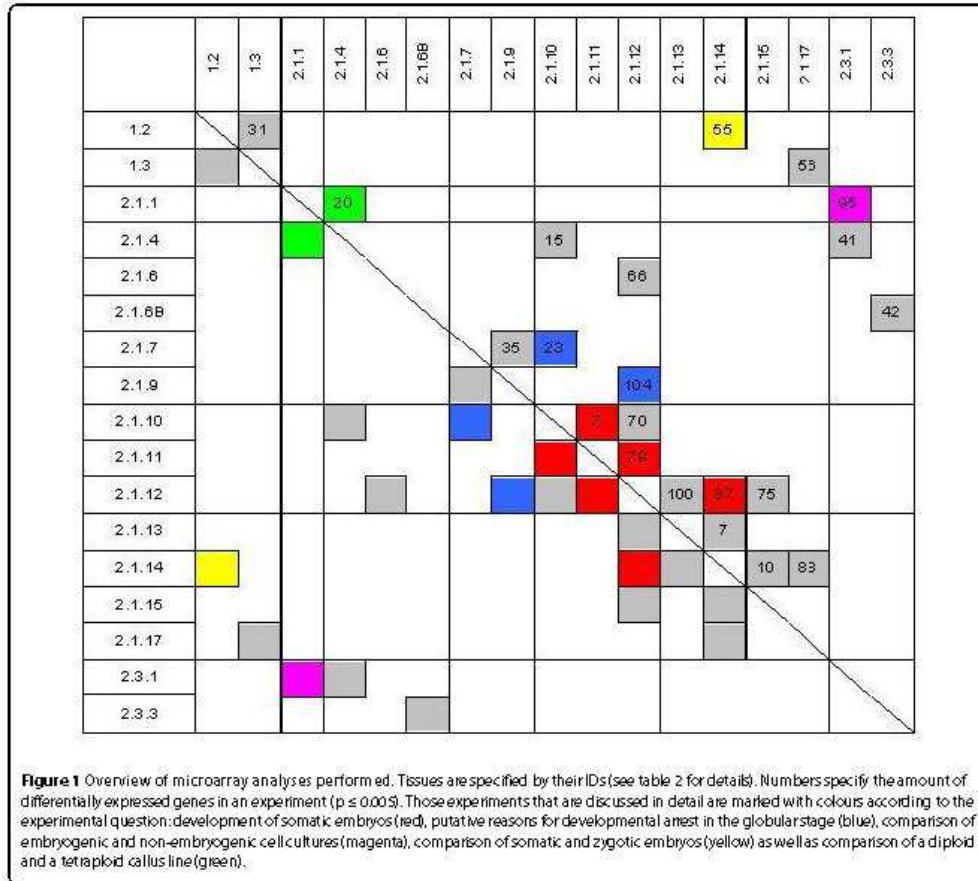 1.2 1.3 2.1.1 2.1.4 2.1.6 2.1.6B 2.1.7 2.1.9 2.1.10 2.1.11 2.1.12 2.1.13 2.1.14 2.1.15 2.1.17 2.3.1 2.3.3
1.2 31 55
1.3
2.1.1 20
2.1.4 15 41
2.1.6 66
2.1.6B 42
2.1.7 35 23
2.1.9 104
2.1.10 7 70
2.1.11
2.1.12 100 75
2.1.13 7
2.1.14 10
2.1.15
2.1.17
2.3.1
2.3.3
Figure 1 Overview of microarray analyses performed. Tissues are specified by their IDs (see table 2 for details). Numbers specify the amount of
differentially expressed genes in an experiment (p ≤ 0.005). Those experiments that are discussed in detail are marked with colours according to the
experimental question: development of somatic embryos (red), putative reasons for developmental arrest in the globular stage (blue), comparison of
embryogenic and non-embryogenic cell cultures (magenta), comparison of somatic and zygotic embryos (yellow) as well as comparison of a diploid
and a tetraploid callus line (green).